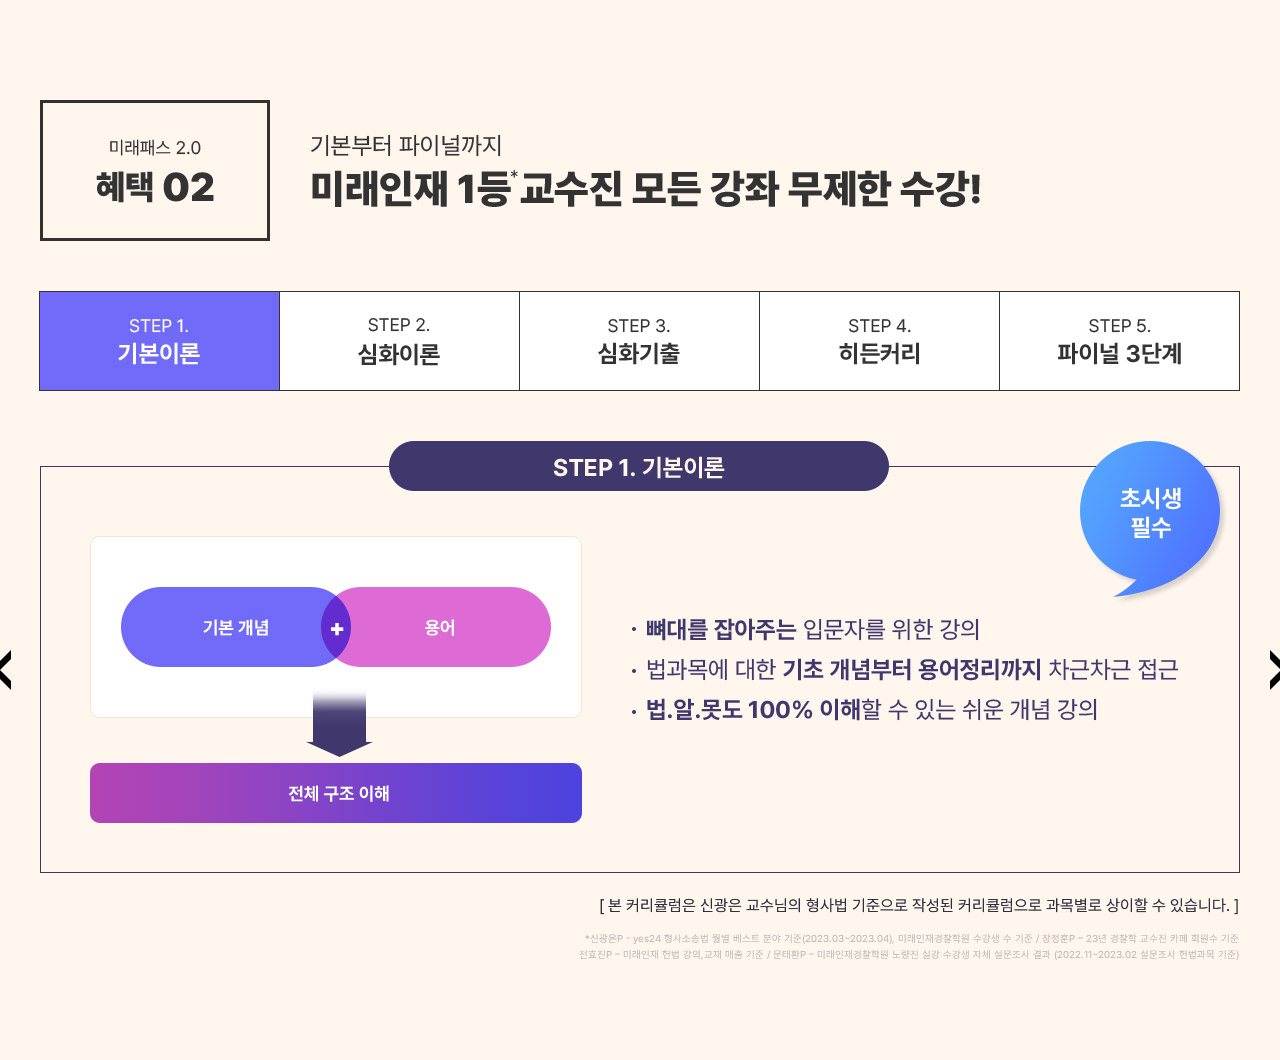 미래패스 2.0
혜택 02
기본부터 파이널까지
미래인재 1등*교수진 모든 강좌 무제한 수강!
STEP 1.
기본이론
STEP 2.
심화이론
STEP 3.
심화기출
STEP 4.
히든커리
STEP 5.
파이널 3단계
STEP 1. 기본이론
초시생
필수
기본 개념 + 용어
전체 구조 이해
· 뼈대를 잡아주는 입문자를 위한 강의
· 법과목에 대한 기초 개념부터 용어정리까지 차근차근 접근
· 법.알.못도 100% 이해할 수 있는 쉬운 개념 강의
[ 본 커리큘럼은 신광은 교수님의 형사법 기준으로 작성된 커리큘럼으로 과목별로 상이할 수 있습니다. ]
*신광은P - yes24 형사소송법 월별 베스트 분야 기준(2023.03~2023.04), 미래인재경찰학원 수강생 수 기준 / 장정훈P – 23년 경찰학 교수진 카페 회원수 기준
전효진P – 미래인재 헌법 강의,교재 매출 기준 / 문태환P – 미래인재경찰학원 노량진 실강 수강생 자체 설문조사 결과 (2022.11~2023.02 설문조사 헌법과목 기준)